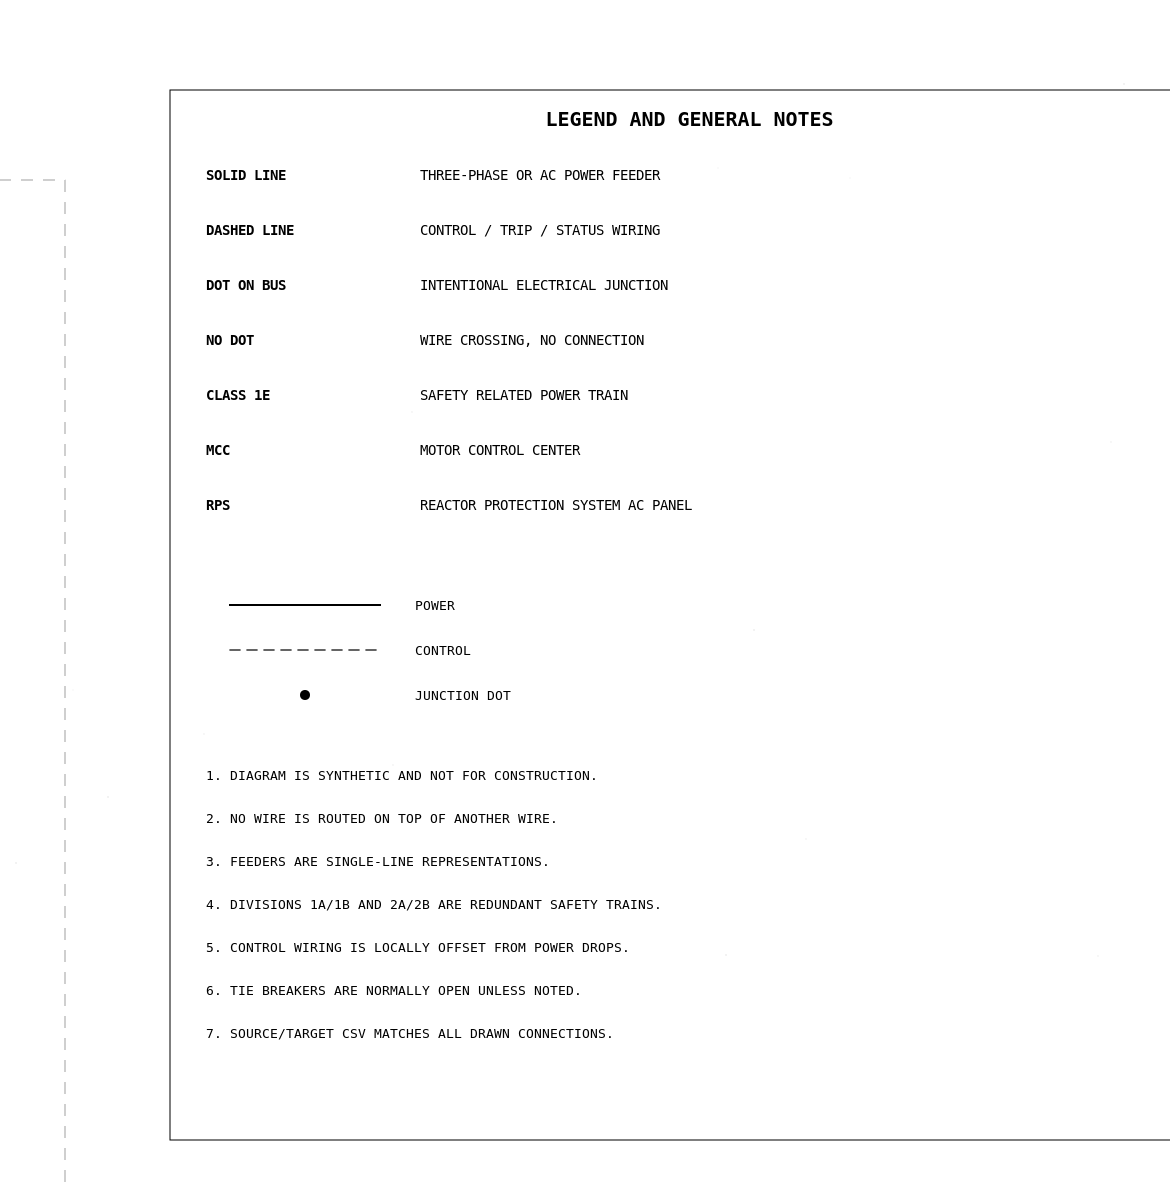 LEGEND AND GENERAL NOTES
SOLID LINE THREE-PHASE OR AC POWER FEEDER
DASHED LINE CONTROL / TRIP / STATUS WIRING
DOT ON BUS INTENTIONAL ELECTRICAL JUNCTION
NO DOT WIRE CROSSING, NO CONNECTION
CLASS 1E SAFETY RELATED POWER TRAIN
MCC MOTOR CONTROL CENTER
RPS REACTOR PROTECTION SYSTEM AC PANEL
POWER
CONTROL
JUNCTION DOT
1. DIAGRAM IS SYNTHETIC AND NOT FOR CONSTRUCTION.
2. NO WIRE IS ROUTED ON TOP OF ANOTHER WIRE.
3. FEEDERS ARE SINGLE-LINE REPRESENTATIONS.
4. DIVISIONS 1A/1B AND 2A/2B ARE REDUNDANT SAFETY TRAINS.
5. CONTROL WIRING IS LOCALLY OFFSET FROM POWER DROPS.
6. TIE BREAKERS ARE NORMALLY OPEN UNLESS NOTED.
7. SOURCE/TARGET CSV MATCHES ALL DRAWN CONNECTIONS.